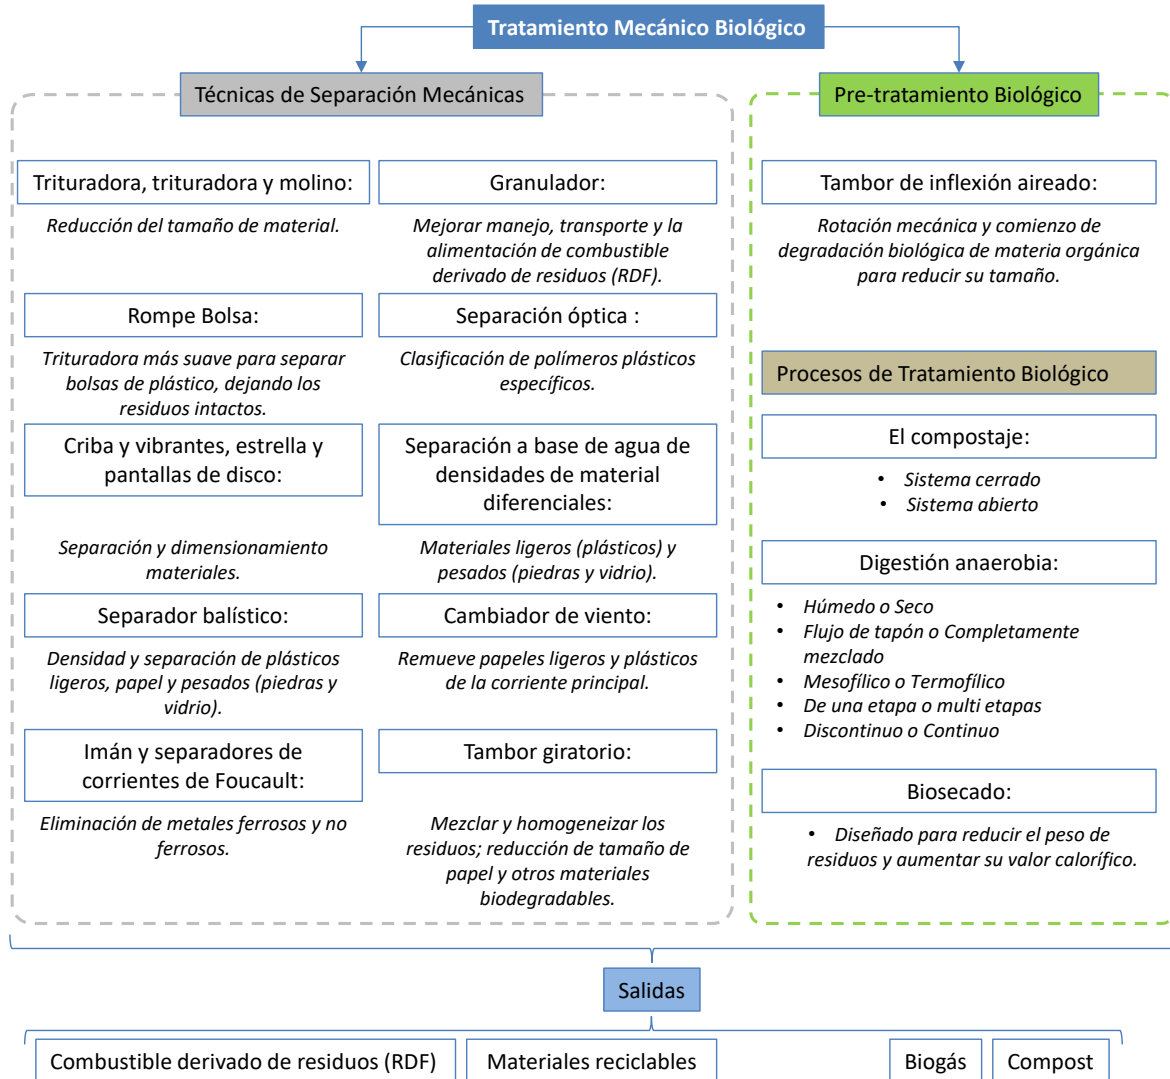 Tratamiento Mecánico Biológico
Técnicas de Separación Mecánicas
Trituradora, trituradora y molino:
Reducción del tamaño de material.
Rompe Bolsa:
Trituradora más suave para separar
bolsas de plástico, dejando los
residuos intactos.
Criba y vibrantes, estrella y
pantallas de disco:
Separación y dimensionamiento
materiales.
Separador balístico:
Densidad y separación de plásticos
ligeros, papel y pesados (piedras y
vidrio).
Imán y separadores de
corrientes de Foucault:
Eliminación de metales ferrosos y no
ferrosos.
Granulador:
Mejorar manejo, transporte y la
alimentación de combustible
derivado de residuos (RDF).
Separación óptica :
Clasificación de polímeros plásticos
específicos.
Separación a base de agua de
densidades de material
diferenciales:
Materiales ligeros (plásticos) y
pesados (piedras y vidrio).
Cambiador de viento:
Remueve papeles ligeros y plásticos
de la corriente principal.
Tambor giratorio:
Mezclar y homogeneizar los
residuos; reducción de tamaño de
papel y otros materiales
biodegradables.
Pre-tratamiento Biológico
Tambor de inflexión aireado:
Rotación mecánica y comienzo de
degradación biológica de materia orgánica
para reducir su tamaño.
Procesos de Tratamiento Biológico
El compostaje:
• Sistema cerrado
• Sistema abierto
Digestión anaerobia:
• Húmedo o Seco
• Flujo de tapón o Completamente
mezclado
• Mesofílico o Termofílico
• De una etapa o multi etapas
• Discontinuo o Continuo
Biosecado:
• Diseñado para reducir el peso de
residuos y aumentar su valor calorífico.
Salidas
Combustible derivado de residuos (RDF)
Materiales reciclables
Biogás
Compost